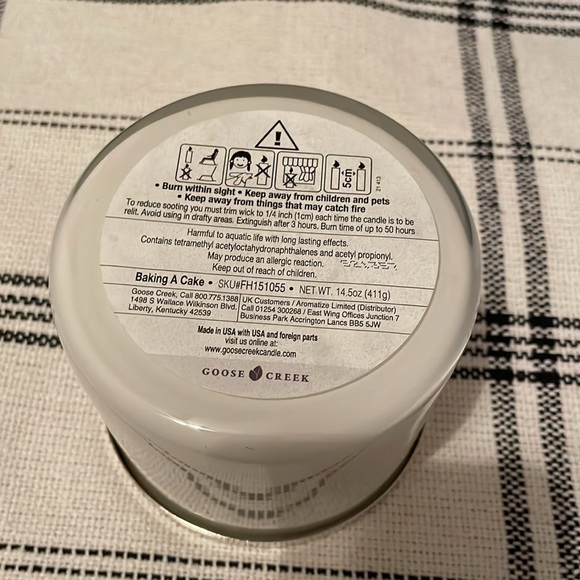 !
5cm
21413
• Burn within sight • Keep away from children and pets
• Keep away from things that may catch fire
To reduce sooting you must trim wick to 1/4 inch (1cm) each time the candle is to be
relit. Avoid using in drafty areas. Extinguish after 3 hours. Burn time of up to 50 hours
Harmful to aquatic life with long lasting effects.
Contains tetramethyl acetyloctahydronaphthalenes and acetyl propionyl.
May produce an allergic reaction.
Keep out of reach of children.
Baking A Cake • SKU#FH151055 • NET WT. 14.5oz (411g)
Goose Creek, Call 800.775.1388
1498 S Wallace Wilkinson Blvd.
Liberty, Kentucky 42539
UK Customers / Aromatize Limited (Distributor)
Call 01254 300268 / East Wing Offices Junction 7
Business Park Accrington Lancs BB5 5JW
Made in USA with USA and foreign parts
visit us online at:
www.goosecreekcandle.com
GOOSE CREEK